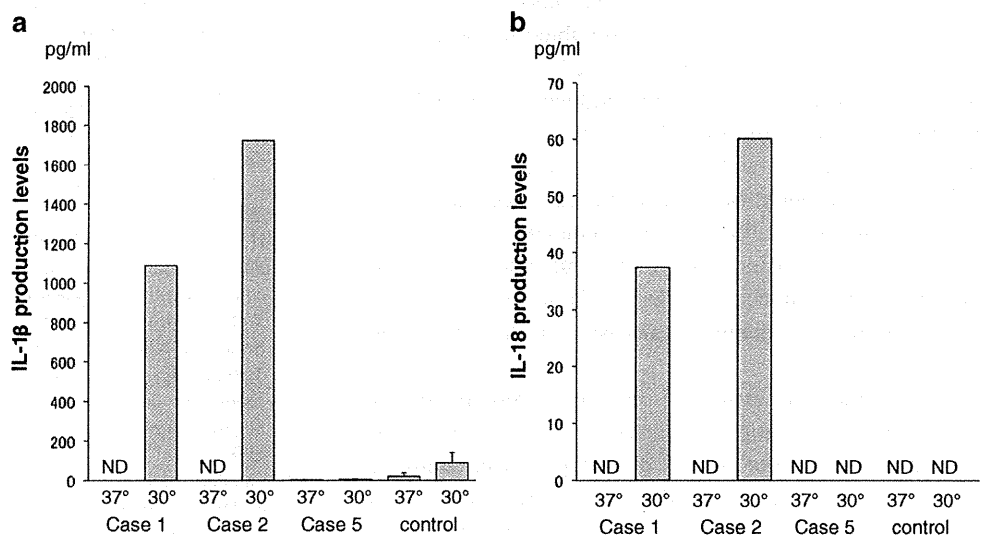 a
pg/ml
IL-1β production levels
2000
1800
1600
1400
1200
1000
800
600
400
200
0
ND ND
37° 30° 37° 30° 37° 30° 37° 30°
Case 1 Case 2 Case 5 control
b
pg/ml
IL-18 production levels
70
60
50
40
30
20
10
0
ND ND ND ND ND ND
37° 30° 37° 30° 37° 30° 37° 30°
Case 1 Case 2 Case 5 control